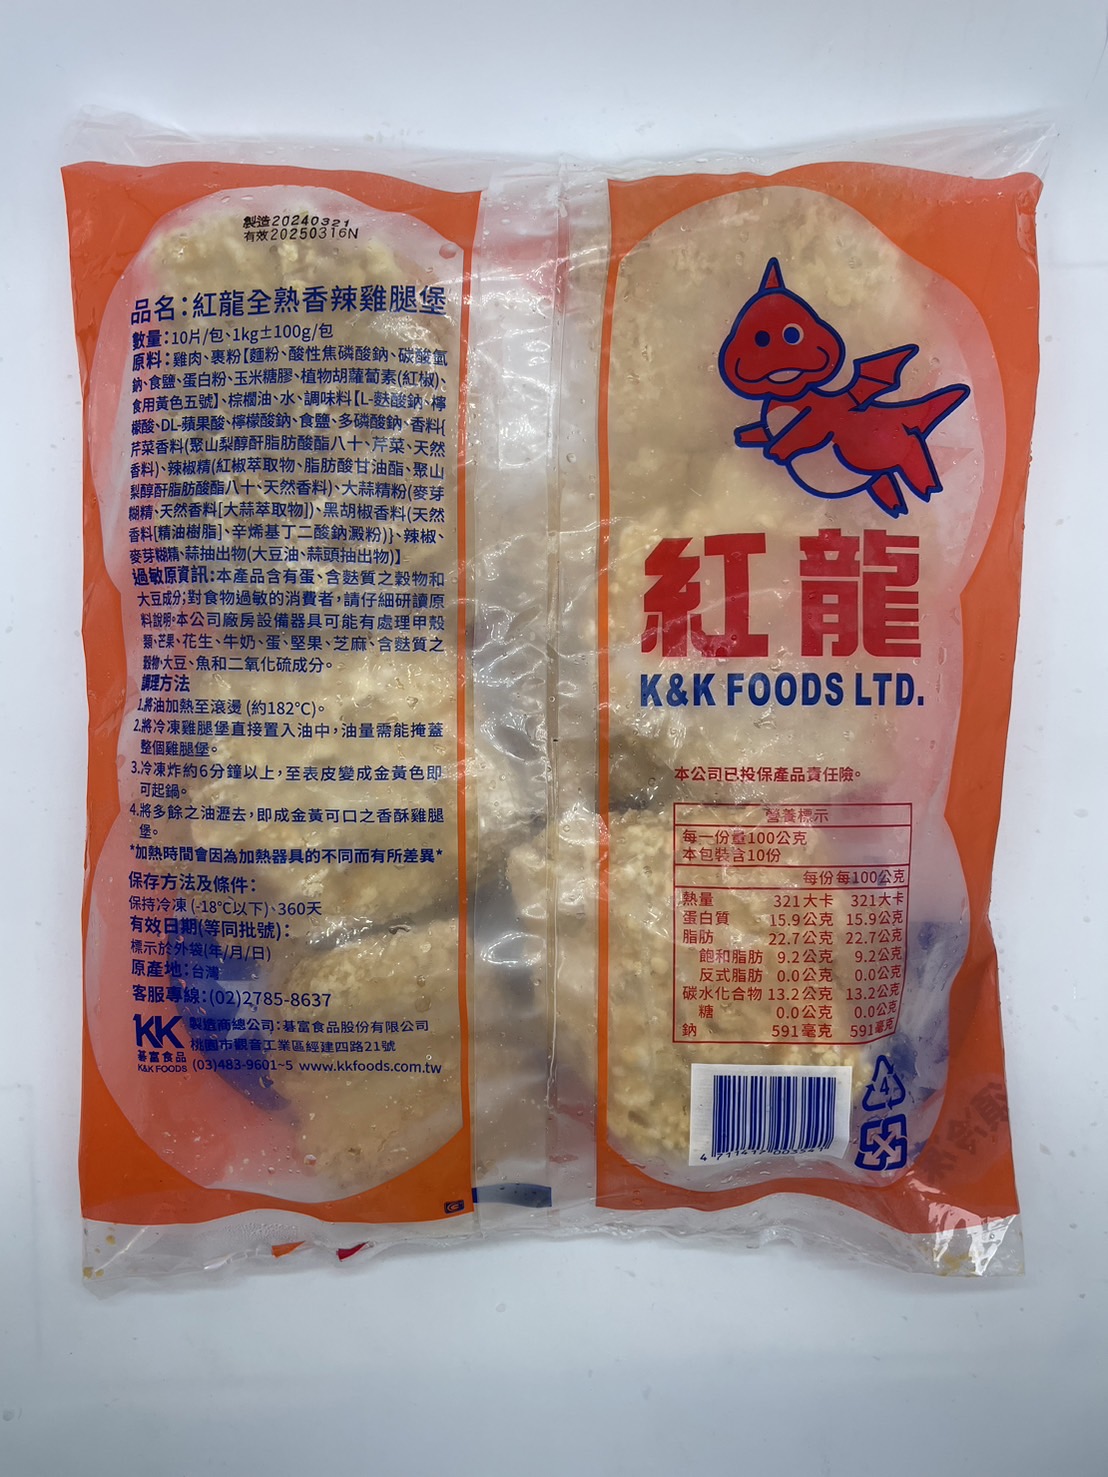 製造20240321
有效20250316N
品名：紅龍全熟香辣雞腿堡
數量：10片/包、1kg±100g/包
原料：雞肉、裹粉【麵粉、酸性焦磷酸鈉、碳酸氫
鈉、食鹽、蛋白粉、玉米糖膠、植物胡蘿蔔素(紅椒)、
食用黃色五號】、棕櫚油、水、調味料【L-麩酸鈉、檸
檬酸、DL-蘋果酸、檸檬酸鈉、食鹽、多磷酸鈉、香料{
芹菜香料(聚山梨醇酐脂肪酸酯八十、芹菜、天然
香料)、辣椒精(紅椒萃取物、脂肪酸甘油酯、聚山
梨醇酐脂肪酸酯八十、天然香料)、大蒜精粉(麥芽
糊精、天然香料[大蒜萃取物])、黑胡椒香料(天然
香料[精油樹脂]、辛烯基丁二酸鈉澱粉)}、辣椒、
麥芽糊精、蒜抽出物(大豆油、蒜頭抽出物)】
過敏原資訊：本產品含有蛋、含麩質之穀物和
大豆成分；對食物過敏的消費者，請仔細研讀原
料說明。本公司廠房設備器具可能有處理甲殼
類、芒果、花生、牛奶、蛋、堅果、芝麻、含麩質之
穀物、大豆、魚和二氧化硫成分。
調理方法
1.將油加熱至滾燙 (約182°C)。
2.將冷凍雞腿堡直接置入油中，油量需能掩蓋
整個雞腿堡。
3.冷凍炸約6分鐘以上，至表皮變成金黃色即
可起鍋。
4.將多餘之油瀝去，即成金黃可口之香酥雞腿
堡。
*加熱時間會因為加熱器具的不同而有所差異*
保存方法及條件：
保持冷凍 (-18°C以下)、360天
有效日期(等同批號)：
標示於外袋(年/月/日)
原產地：台灣
客服專線：(02)2785-8637
KK
碁富食品
K&K FOODS
製造商總公司：碁富食品股份有限公司
桃園市觀音工業區經建四路21號
(03)483-9601~5 www.kkfoods.com.tw
紅龍
K&K FOODS LTD.
本公司已投保產品責任險。
營養標示
每一份量100公克
本包裝含10份
每份 每100公克
熱量 321大卡 321大卡
蛋白質 15.9公克 15.9公克
脂肪 22.7公克 22.7公克
飽和脂肪 9.2公克 9.2公克
反式脂肪 0.0公克 0.0公克
碳水化合物 13.2公克 13.2公克
糖 0.0公克 0.0公克
鈉 591毫克 591毫克
4